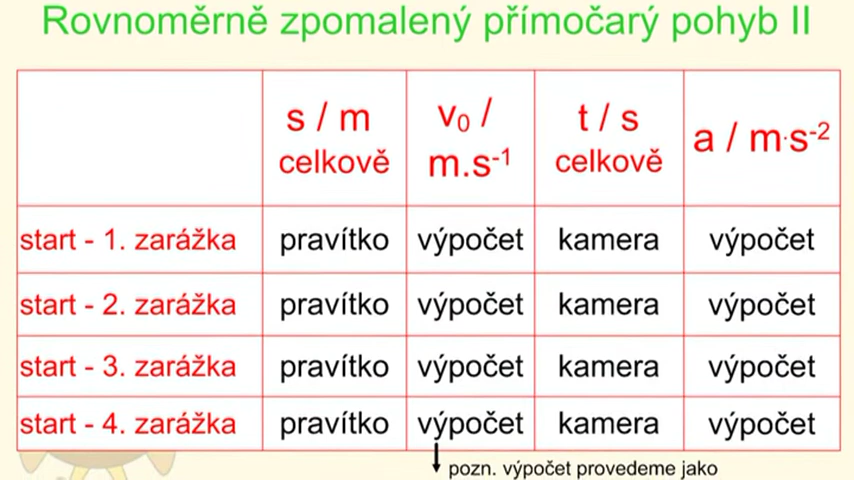 Rovnoměrně zpomalený přímočarý pohyb II
s / m celkově v₀ / m.s⁻¹ t / s celkově a / m·s⁻²
start - 1. zarážka pravítko výpočet kamera výpočet
start - 2. zarážka pravítko výpočet kamera výpočet
start - 3. zarážka pravítko výpočet kamera výpočet
start - 4. zarážka pravítko výpočet kamera výpočet
pozn. výpočet provedeme jako